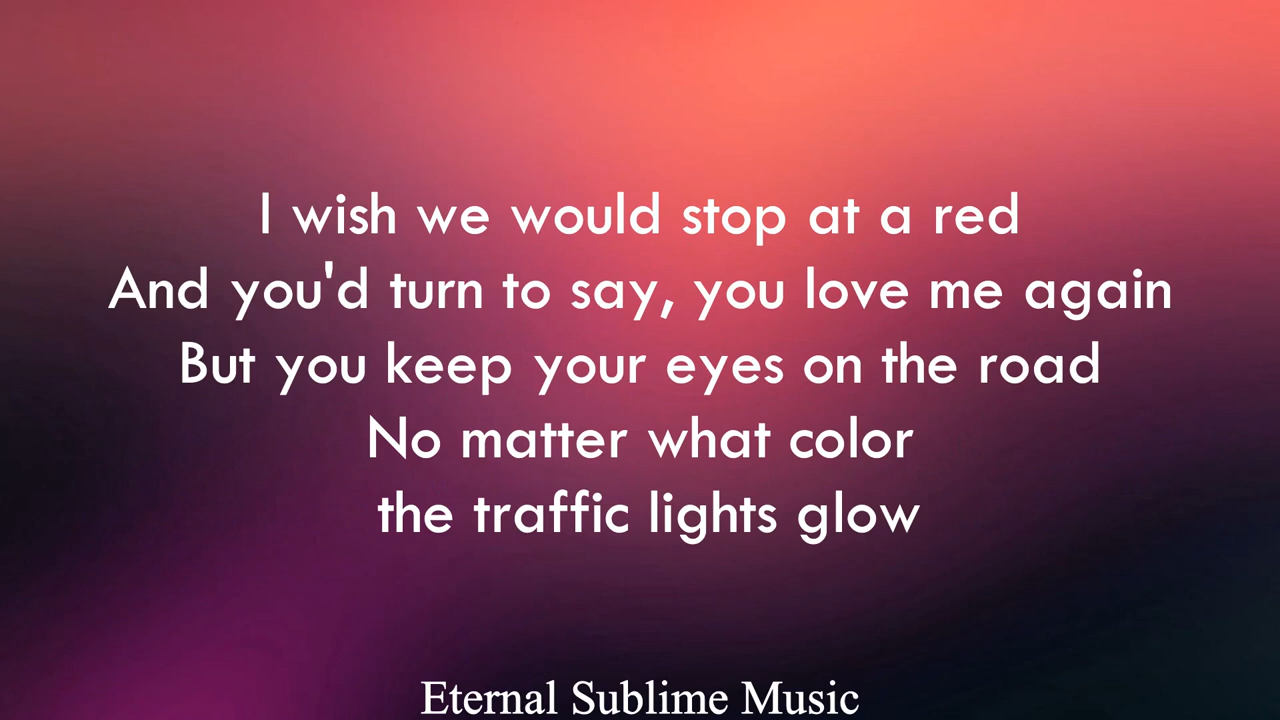 I wish we would stop at a red
And you'd turn to say, you love me again
But you keep your eyes on the road
No matter what color
the traffic lights glow
Eternal Sublime Music